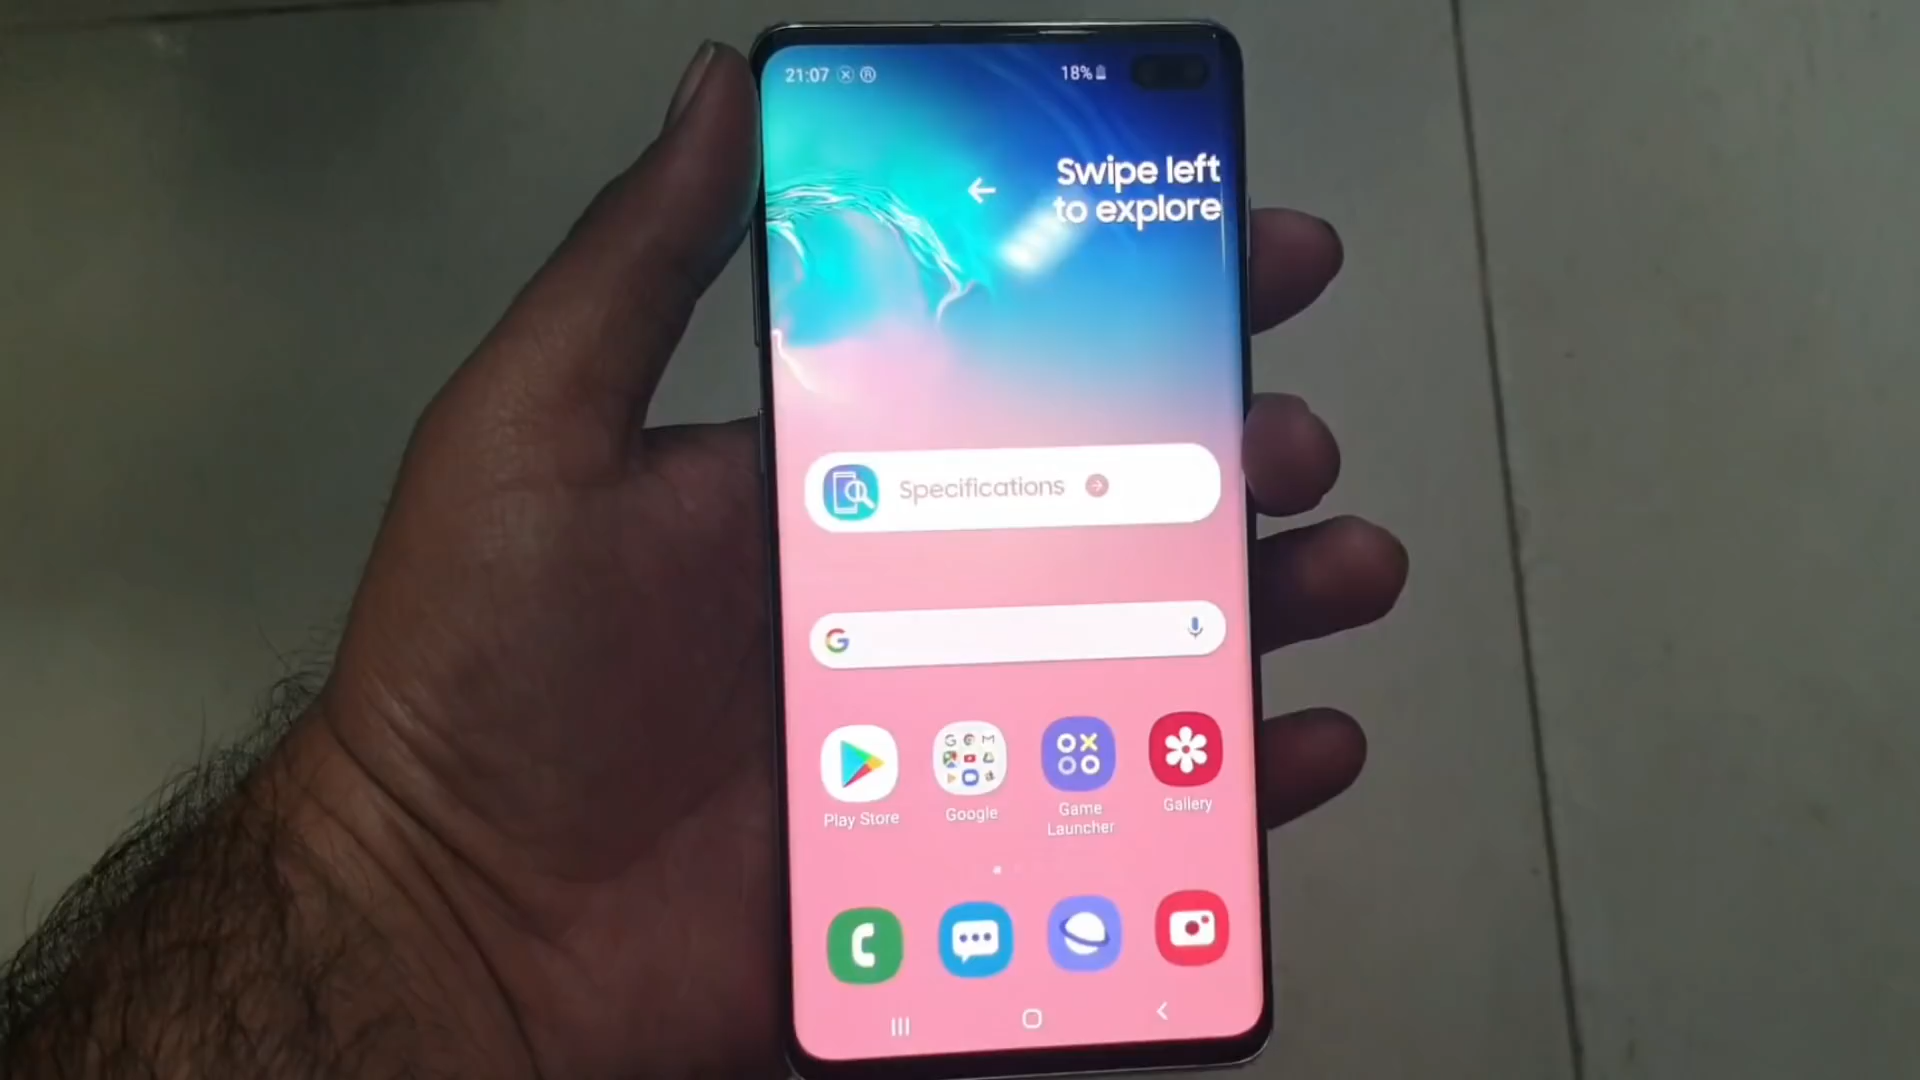 21:07 18%
Swipe left
to explore
Specifications
G
Play Store
Google
Game
Launcher
Gallery